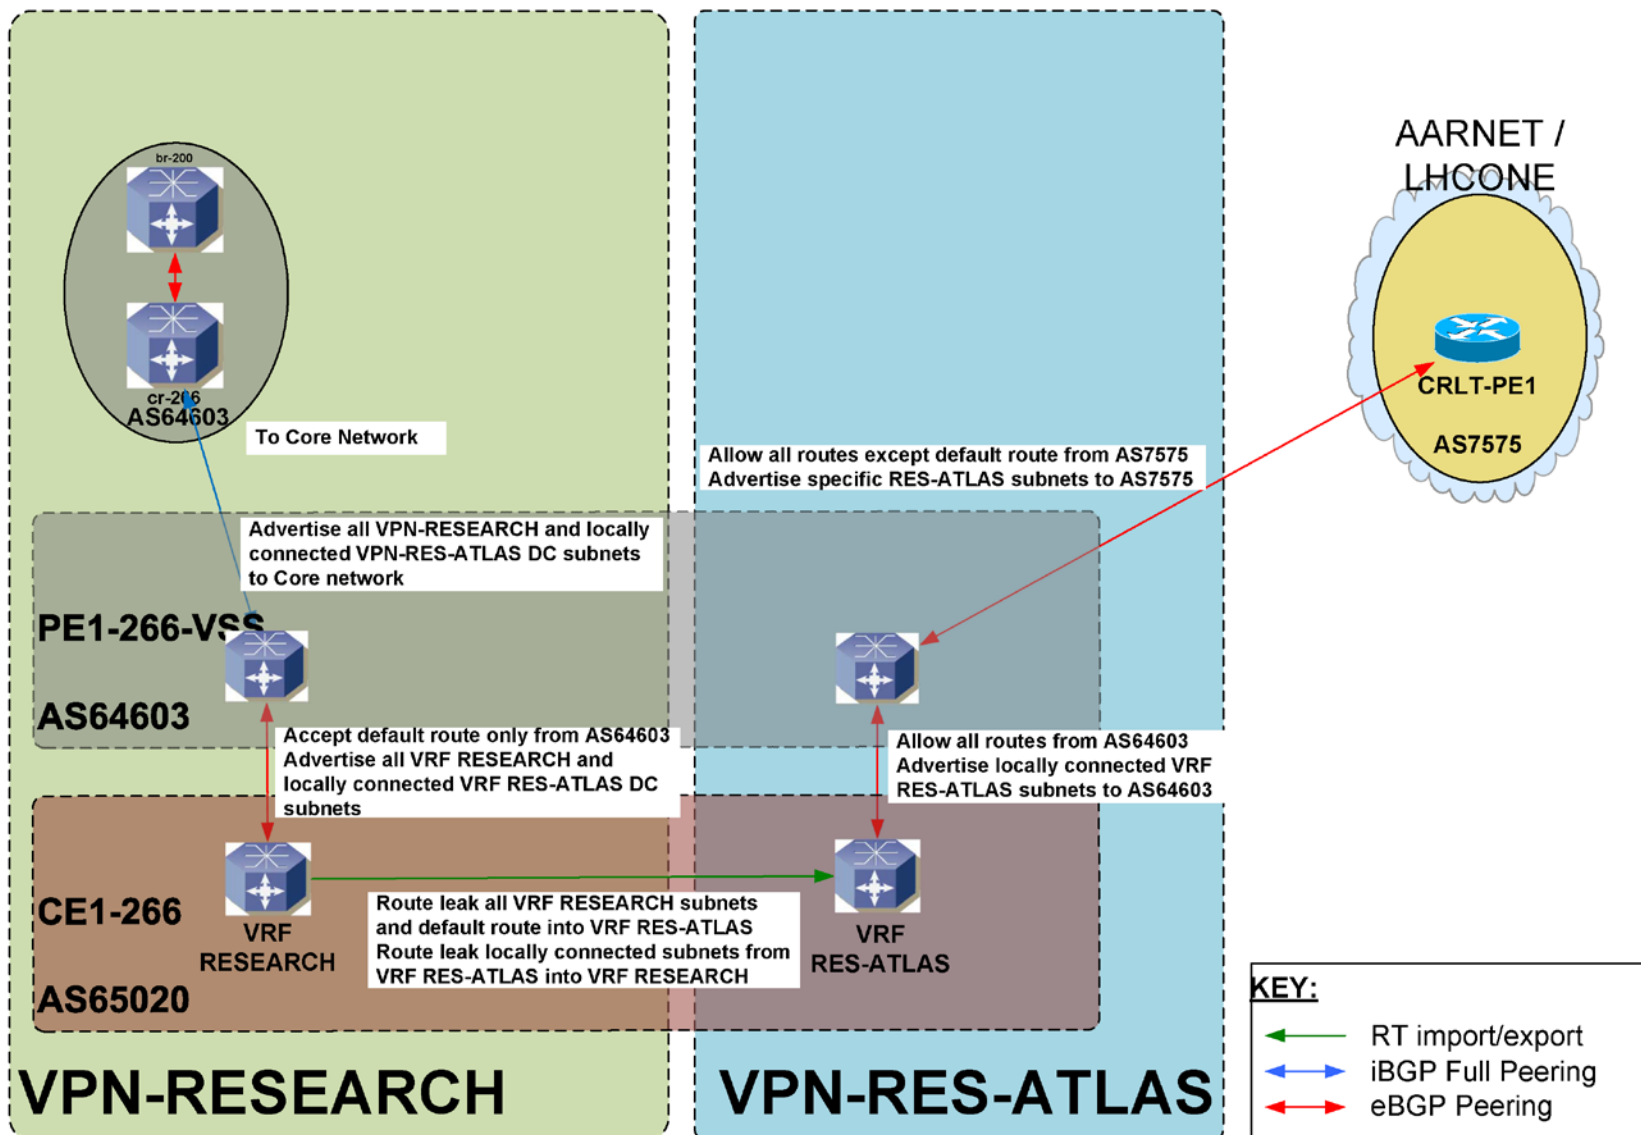 br-200
cr-266
AS64603
To Core Network
AARNET /
LHCONE
CRLT-PE1
AS7575
Allow all routes except default route from AS7575
Advertise specific RES-ATLAS subnets to AS7575
Advertise all VPN-RESEARCH and locally
connected VPN-RES-ATLAS DC subnets
to Core network
PE1-266-VSS
AS64603
Accept default route only from AS64603
Advertise all VRF RESEARCH and
locally connected VRF RES-ATLAS DC
subnets
Allow all routes from AS64603
Advertise locally connected VRF
RES-ATLAS subnets to AS64603
CE1-266
AS65020
VRF
RESEARCH
Route leak all VRF RESEARCH subnets
and default route into VRF RES-ATLAS
Route leak locally connected subnets from
VRF RES-ATLAS into VRF RESEARCH
VRF
RES-ATLAS
VPN-RESEARCH
VPN-RES-ATLAS
KEY:
RT import/export
iBGP Full Peering
eBGP Peering